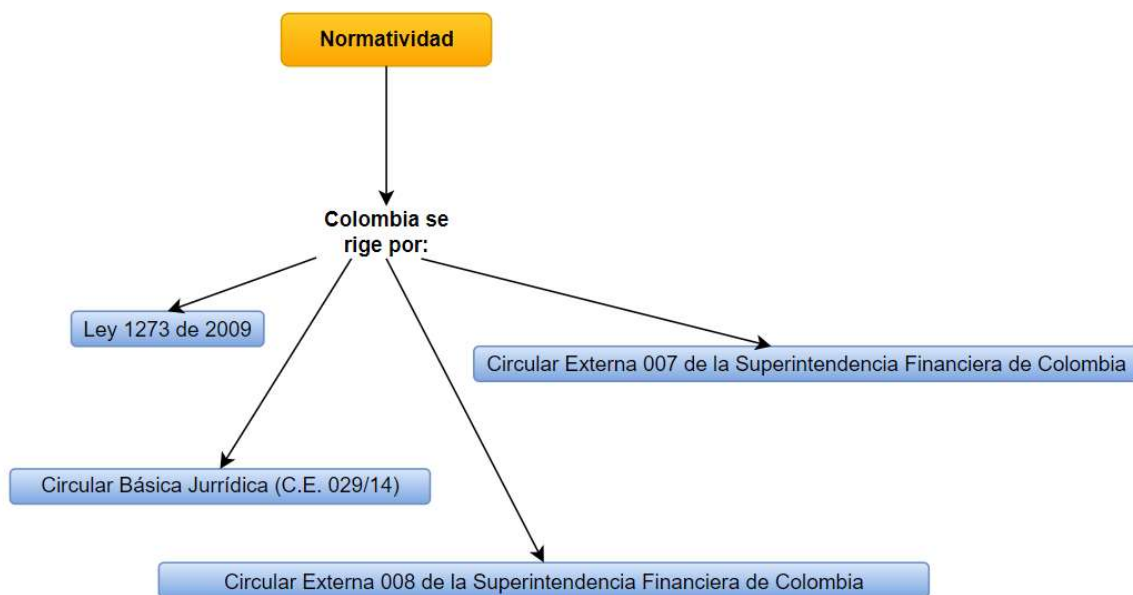 Normatividad
Colombia se
rige por:
Ley 1273 de 2009
Circular Externa 007 de la Superintendencia Financiera de Colombia
Circular Básica Jurrídica (C.E. 029/14)
Circular Externa 008 de la Superintendencia Financiera de Colombia